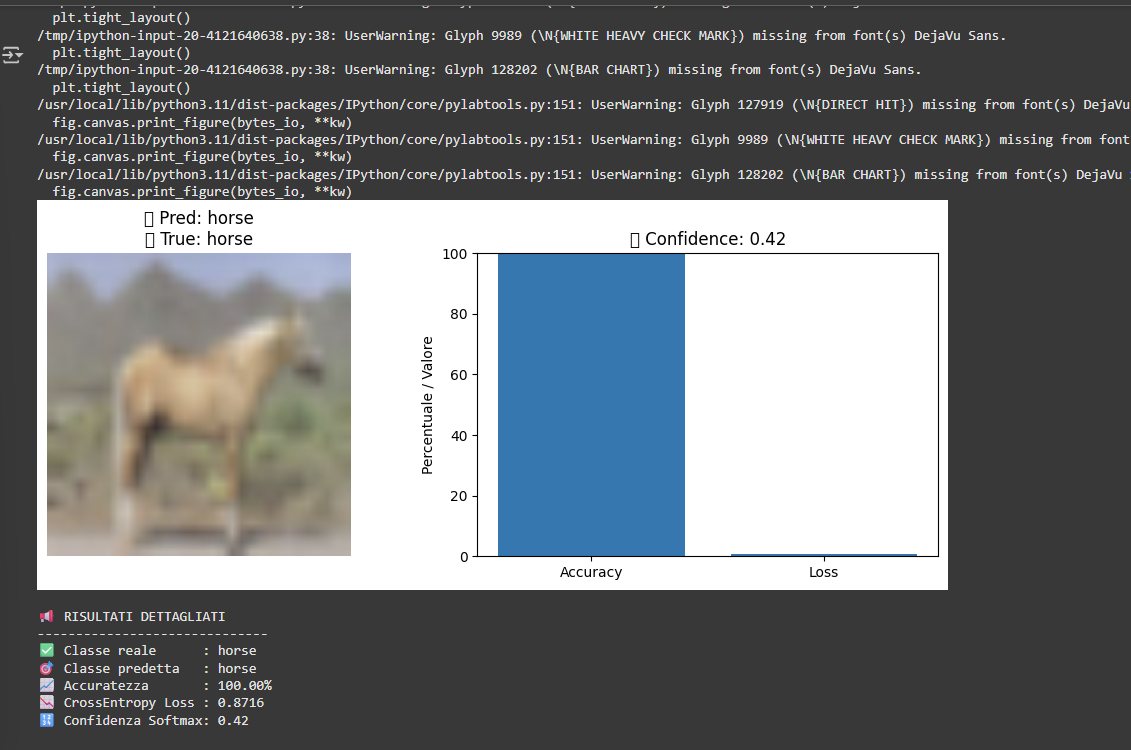 plt.tight_layout()
/tmp/ipython-input-20-4121640638.py:38: UserWarning: Glyph 9989 (\N{WHITE HEAVY CHECK MARK}) missing from font(s) DejaVu Sans.
plt.tight_layout()
/tmp/ipython-input-20-4121640638.py:38: UserWarning: Glyph 128202 (\N{BAR CHART}) missing from font(s) DejaVu Sans.
plt.tight_layout()
/usr/local/lib/python3.11/dist-packages/IPython/core/pylabtools.py:151: UserWarning: Glyph 127919 (\N{DIRECT HIT}) missing from font(s) DejaVu
fig.canvas.print_figure(bytes_io, **kw)
/usr/local/lib/python3.11/dist-packages/IPython/core/pylabtools.py:151: UserWarning: Glyph 9989 (\N{WHITE HEAVY CHECK MARK}) missing from font
fig.canvas.print_figure(bytes_io, **kw)
/usr/local/lib/python3.11/dist-packages/IPython/core/pylabtools.py:151: UserWarning: Glyph 128202 (\N{BAR CHART}) missing from font(s) DejaVu
fig.canvas.print_figure(bytes_io, **kw)
Pred: horse
True: horse
Confidence: 0.42
100
80
60
40
20
0
Percentuale / Valore
Accuracy
Loss
📢 RISULTATI DETTAGLIATI
------------------------------
✅ Classe reale     : horse
🎯 Classe predetta   : horse
📈 Accuratezza       : 100.00%
📉 CrossEntropy Loss : 0.8716
🔢 Confidenza Softmax: 0.42